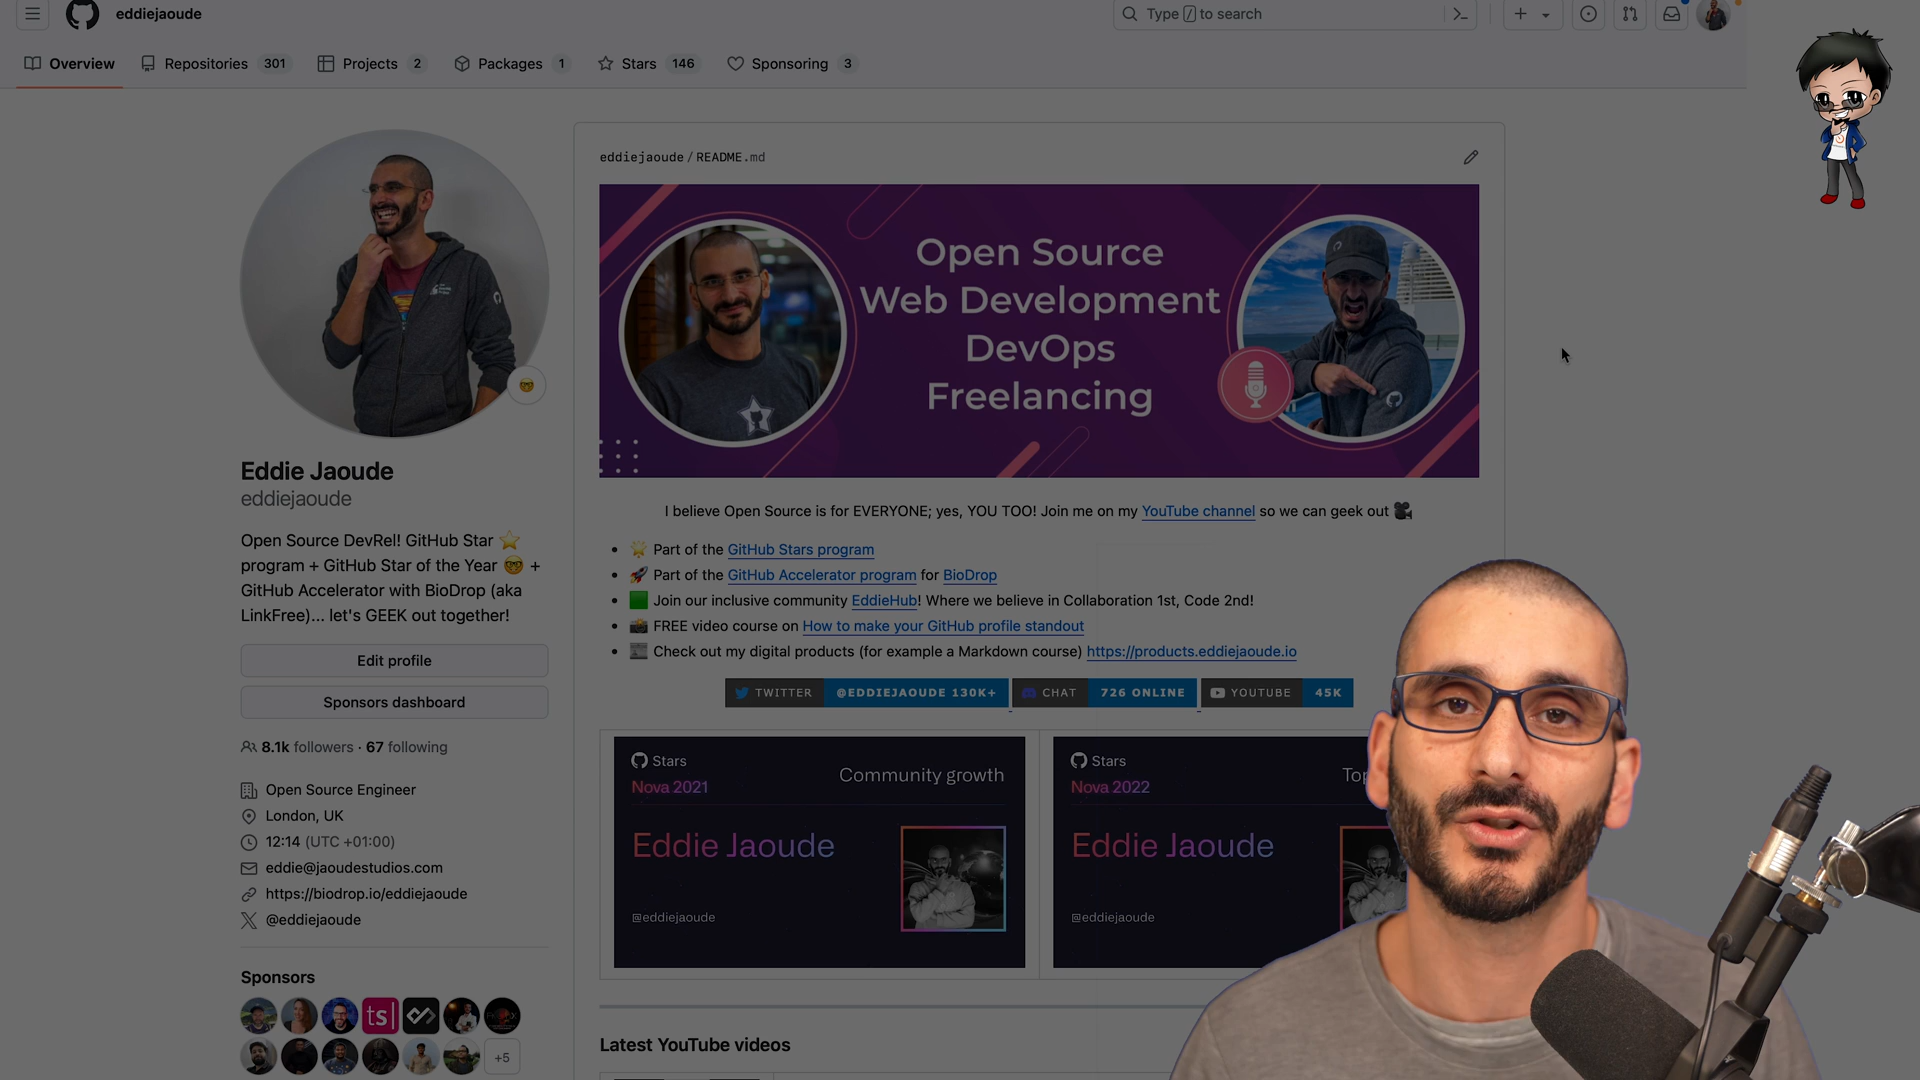 eddiejaoude
Type / to search
Overview
Repositories 301
Projects 2
Packages 1
Stars 146
Sponsoring 3
eddiejaoude / README.md
Open Source
Web Development
DevOps
Freelancing
Eddie Jaoude
eddiejaoude
Open Source DevRel! GitHub Star ⭐
program + GitHub Star of the Year 🤓 +
GitHub Accelerator with BioDrop (aka
LinkFree)... let's GEEK out together!
Edit profile
Sponsors dashboard
8.1k followers · 67 following
Open Source Engineer
London, UK
12:14 (UTC +01:00)
eddie@jaoudestudios.com
https://biodrop.io/eddiejaoude
@eddiejaoude
Sponsors
ts|
+5
I believe Open Source is for EVERYONE; yes, YOU TOO! Join me on my YouTube channel so we can geek out 🎥
🌟 Part of the GitHub Stars program
🚀 Part of the GitHub Accelerator program for BioDrop
🟩 Join our inclusive community EddieHub! Where we believe in Collaboration 1st, Code 2nd!
📸 FREE video course on How to make your GitHub profile standout
📰 Check out my digital products (for example a Markdown course) https://products.eddiejaoude.io
TWITTER @EDDIEJAOUDE 130K+
CHAT 726 ONLINE
YOUTUBE 45K
Stars
Nova 2021
Community growth
Eddie Jaoude
@eddiejaoude
Stars
Nova 2022
Eddie Jaoude
@eddiejaoude
Latest YouTube videos